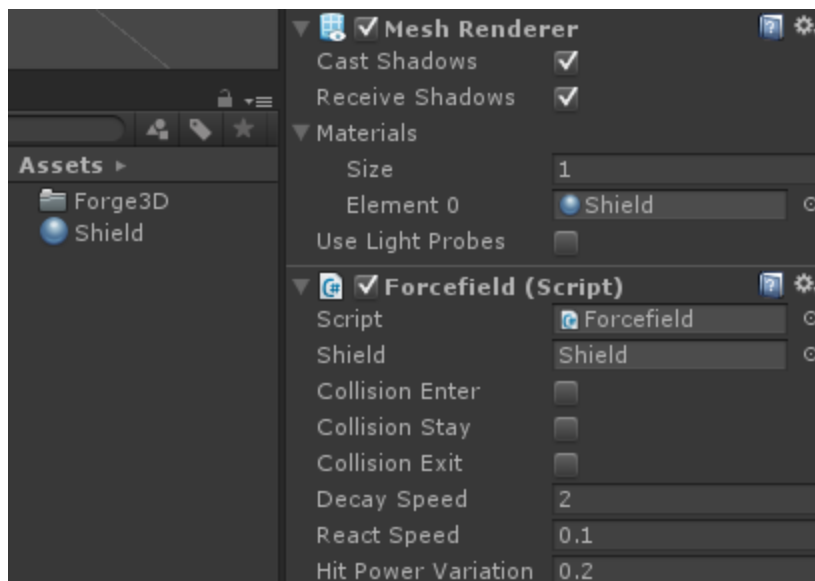 Mesh Renderer
Cast Shadows
Receive Shadows
Materials
Size 1
Element 0 Shield
Use Light Probes
Forcefield (Script)
Script Forcefield
Shield Shield
Collision Enter
Collision Stay
Collision Exit
Decay Speed 2
React Speed 0.1
Hit Power Variation 0.2
Assets
Forge3D
Shield